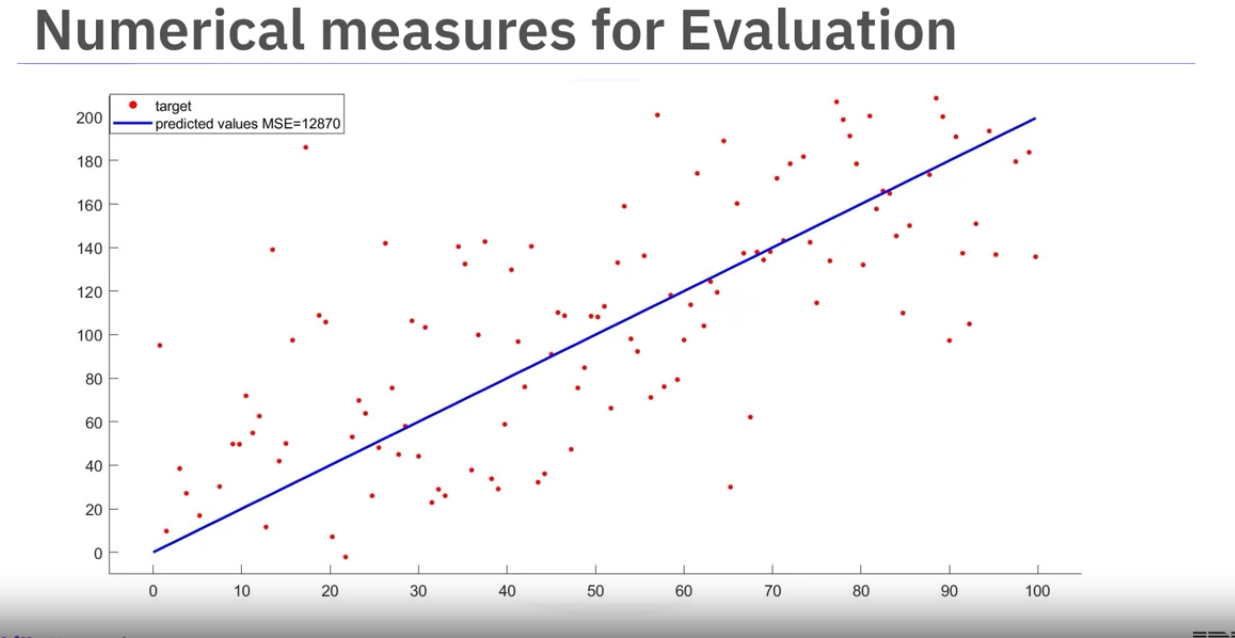 Numerical measures for Evaluation
target
predicted values MSE=12870
200
180
160
140
120
100
80
60
40
20
0
0 10 20 30 40 50 60 70 80 90 100